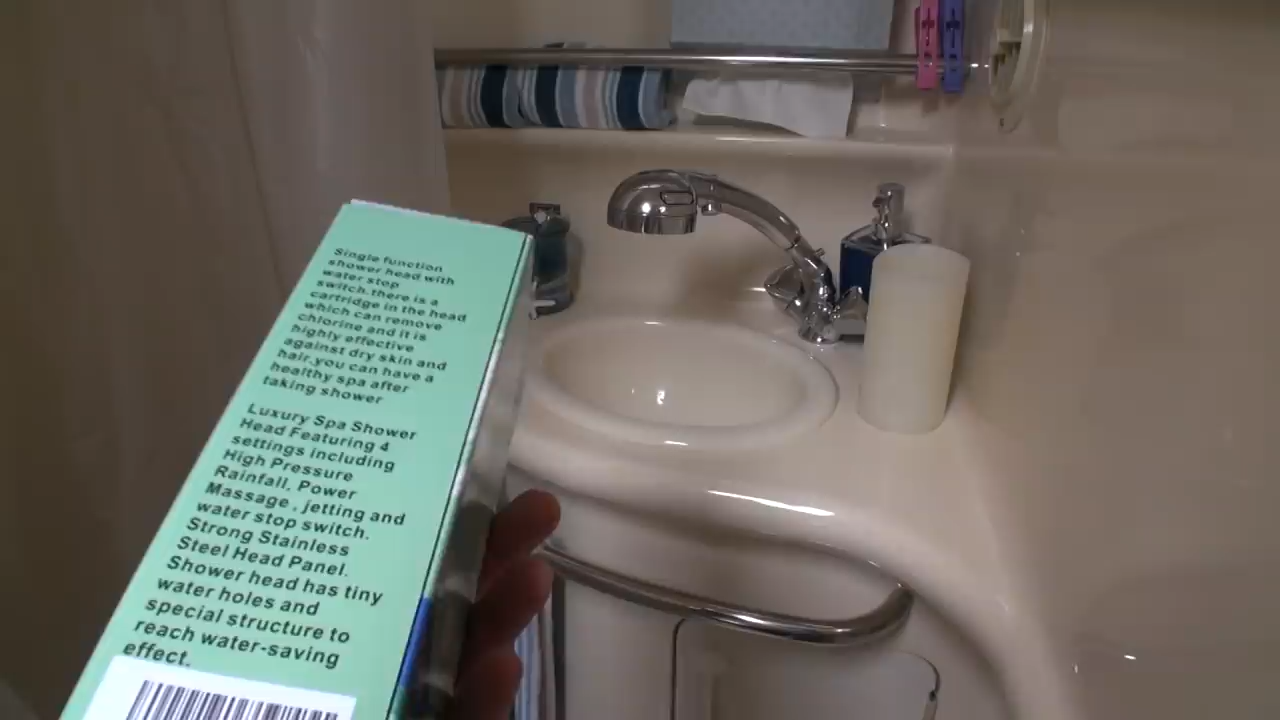 Single function
shower head with
water stop
switch.there is a
cartridge in the head
which can remove
chlorine and it is
highly effective
against dry skin and
hair.you can have a
healthy spa after
taking shower
Luxury Spa Shower
Head Featuring 4
settings including
High Pressure
Rainfall, Power
Massage , jetting and
water stop switch.
Strong Stainless
Steel Head Panel.
Shower head has tiny
water holes and
special structure to
reach water-saving
effect.